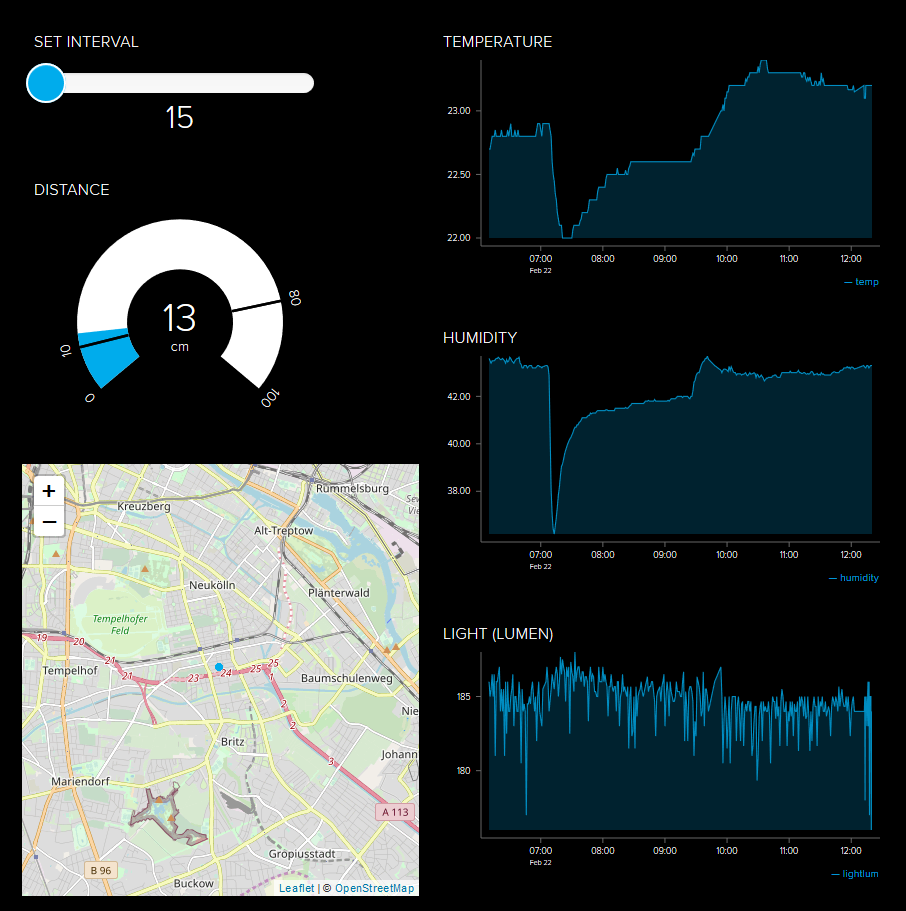 SET INTERVAL
15
DISTANCE
13
cm
0
10
80
100
+
−
Rummelsburg
Kreuzberg
Alt-Treptow
Neukölln
Plänterwald
Tempelhofer
Feld
19
20
21
21
23
24
25
25
1
Tempelhof
Baumschulenweg
2
2
Britz
3
Mariendorf
A 113
B 96
Gröpiusstadt
Buckow
Leaflet | © OpenStreetMap
TEMPERATURE
23.00
22.50
22.00
07:00 08:00 09:00 10:00 11:00 12:00
Feb 22
— temp
HUMIDITY
42.00
40.00
38.00
07:00 08:00 09:00 10:00 11:00 12:00
Feb 22
— humidity
LIGHT (LUMEN)
185
180
07:00 08:00 09:00 10:00 11:00 12:00
Feb 22
— lightlum